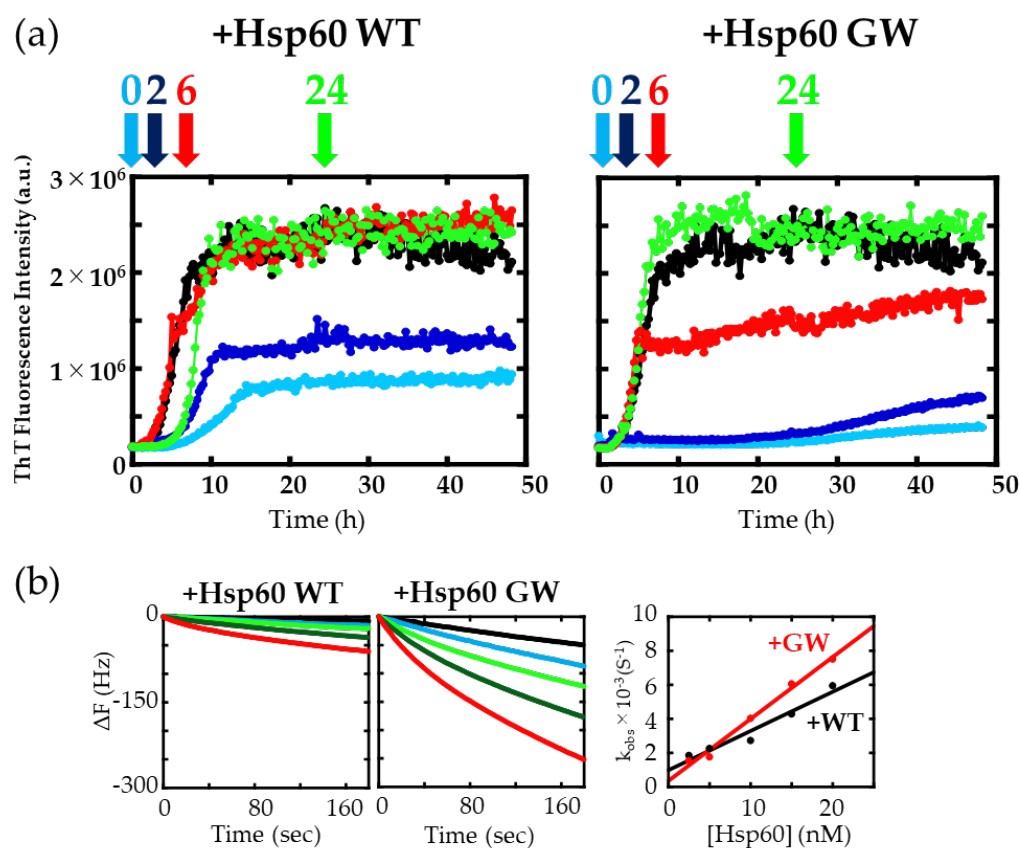 (a)
+Hsp60 WT
+Hsp60 GW
0 2 6 24
0 2 6 24
ThT Fluorescence Intensity (a.u.)
3 × 10⁶
2 × 10⁶
1 × 10⁶
0
0 10 20 30 40 50
0 10 20 30 40 50
Time (h)
Time (h)
(b)
+Hsp60 WT
+Hsp60 GW
ΔF (Hz)
0
-150
-300
0 80 160
0 80 160
Time (sec)
Time (sec)
k_obs × 10⁻³ (S⁻¹)
10
8
6
4
2
0
+GW
+WT
0 10 20
[Hsp60] (nM)